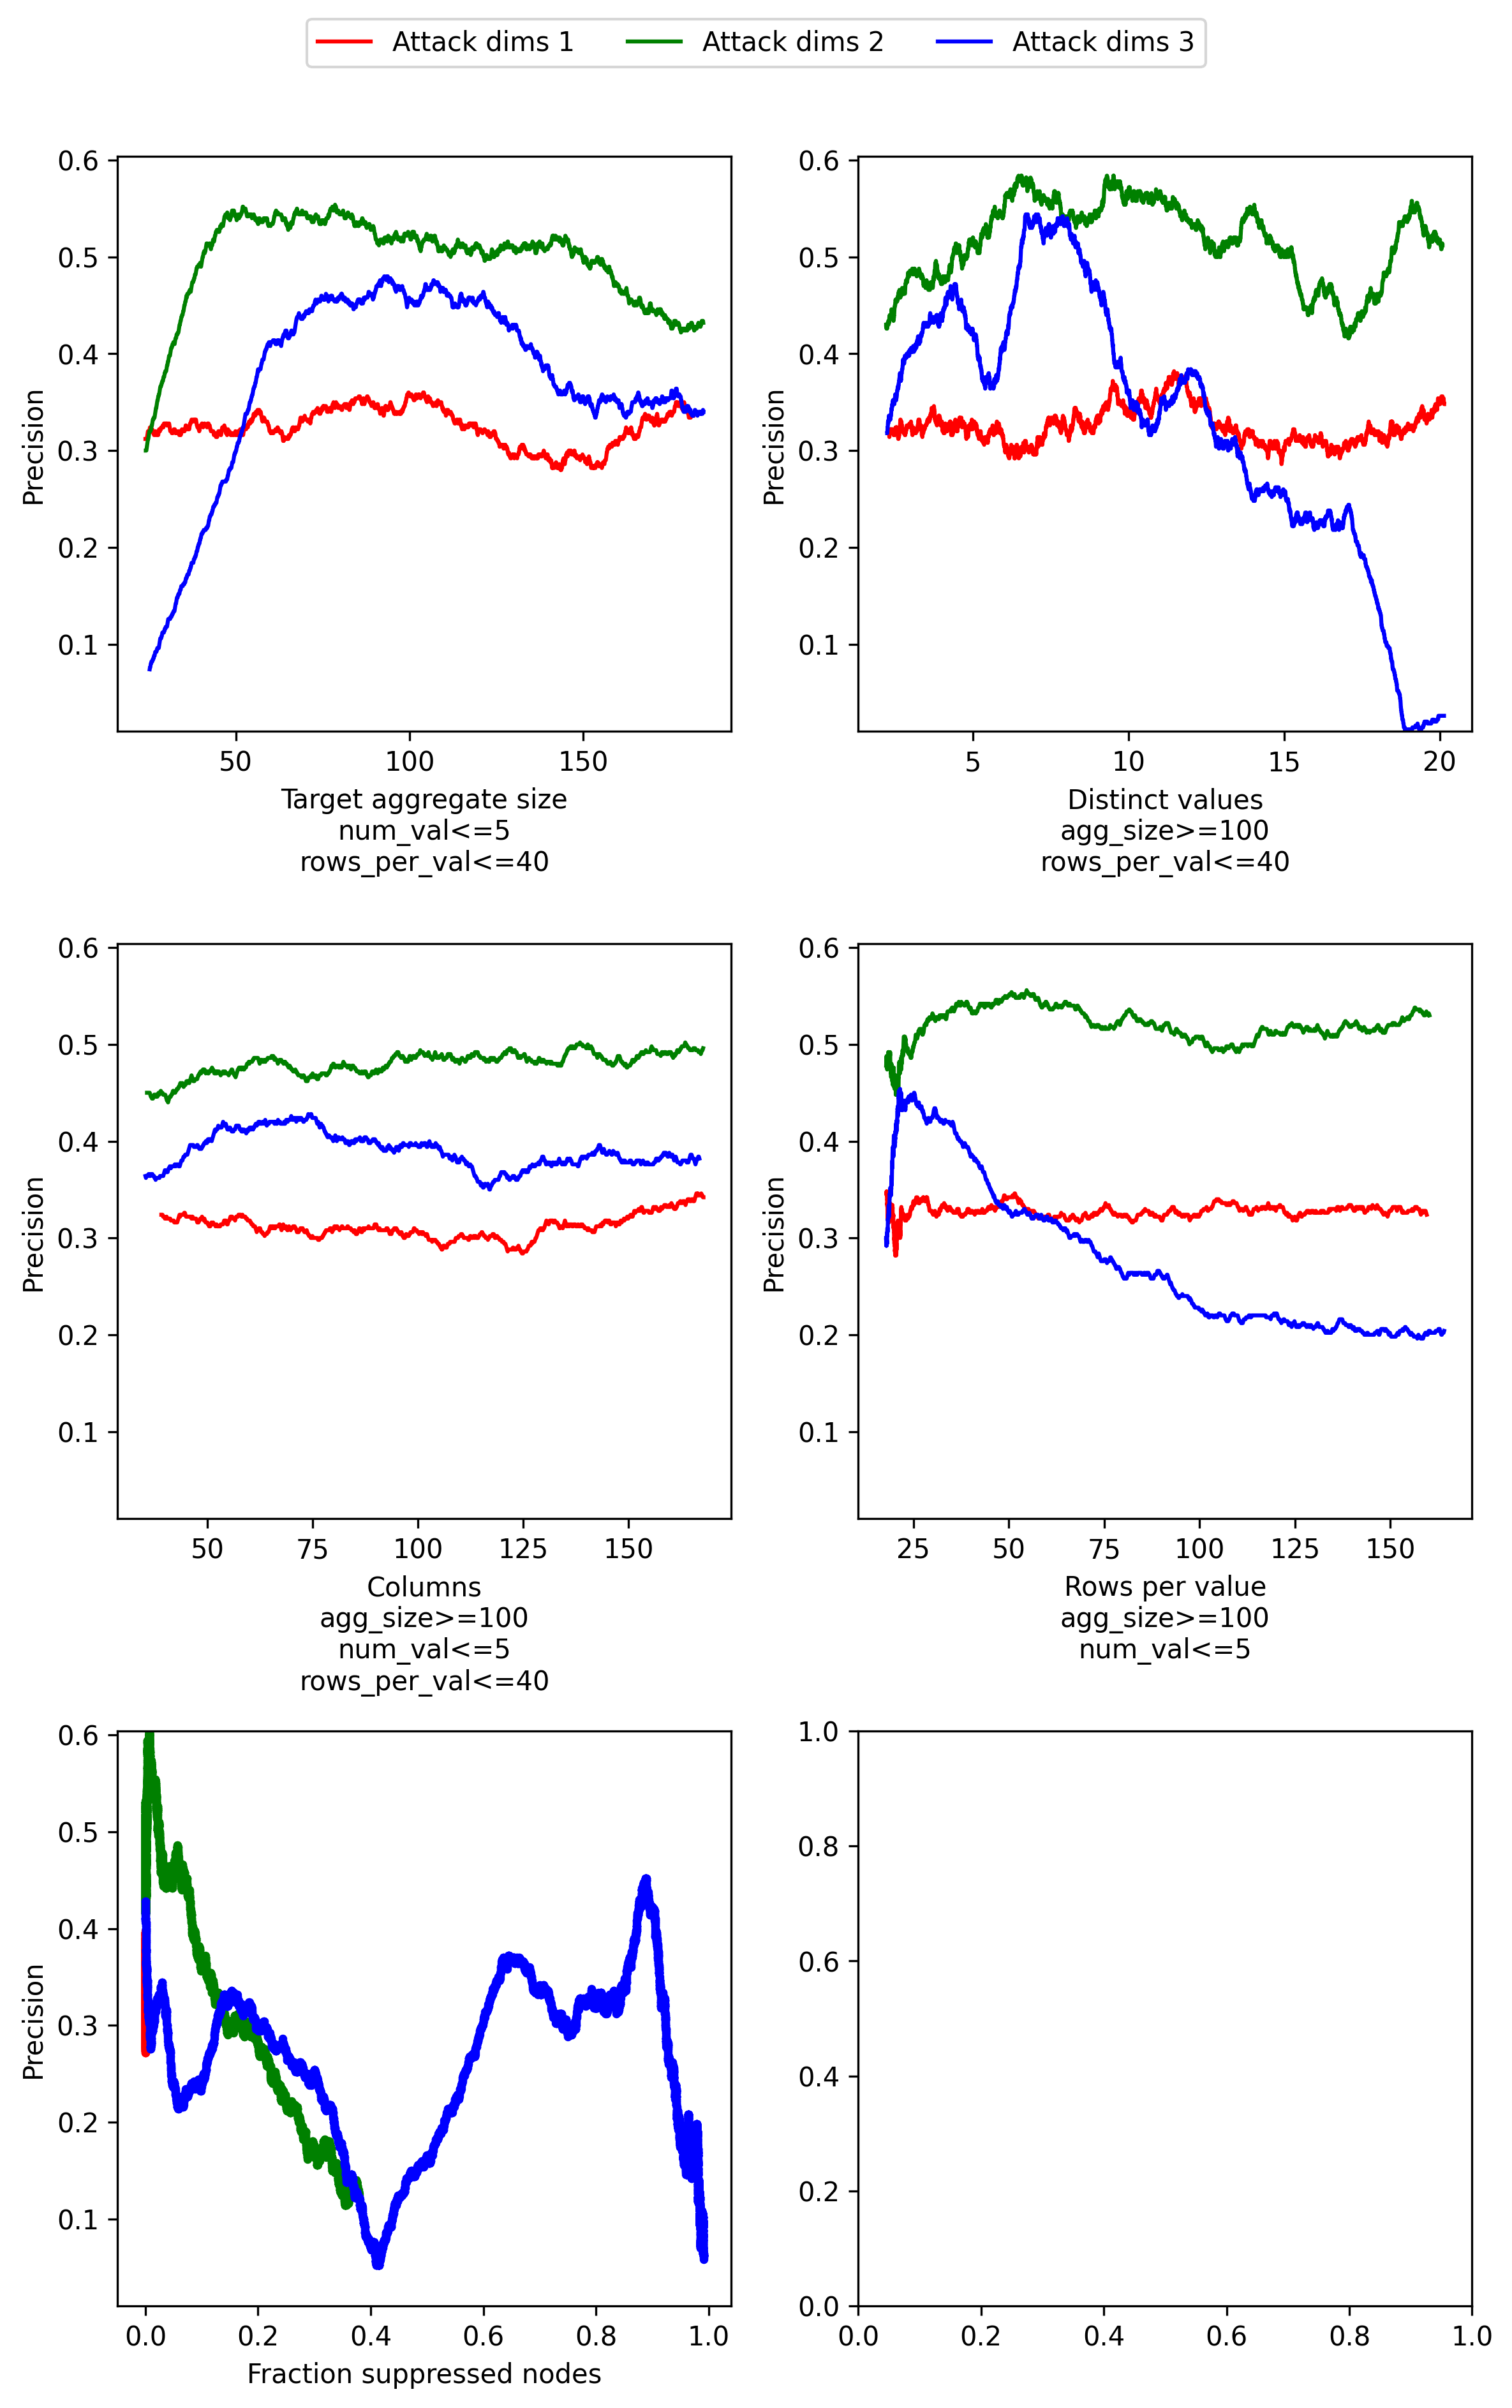 Attack dims 1 Attack dims 2 Attack dims 3
0.6 0.5 0.4 0.3 0.2 0.1
Precision
50 100 150
Target aggregate size
num_val<=5
rows_per_val<=40
0.6 0.5 0.4 0.3 0.2 0.1
Precision
5 10 15 20
Distinct values
agg_size>=100
rows_per_val<=40
0.6 0.5 0.4 0.3 0.2 0.1
Precision
50 75 100 125 150
Columns
agg_size>=100
num_val<=5
rows_per_val<=40
0.6 0.5 0.4 0.3 0.2 0.1
Precision
25 50 75 100 125 150
Rows per value
agg_size>=100
num_val<=5
0.6 0.5 0.4 0.3 0.2 0.1
Precision
0.0 0.2 0.4 0.6 0.8 1.0
Fraction suppressed nodes
1.0 0.8 0.6 0.4 0.2 0.0
0.0 0.2 0.4 0.6 0.8 1.0